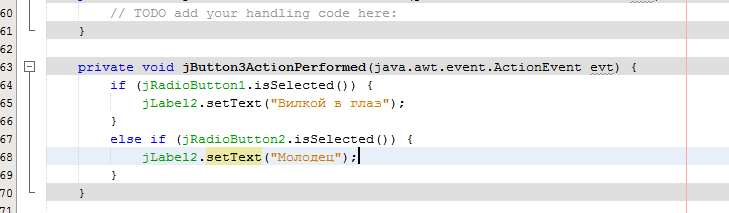 60 // TODO add your handling code here:
61 }
62
63 private void jButton3ActionPerformed(java.awt.event.ActionEvent evt) {
64 if (jRadioButton1.isSelected()) {
65 jLabel2.setText("Вилкой в глаз");
66 }
67 else if (jRadioButton2.isSelected()) {
68 jLabel2.setText("Молодец");
69 }
70 }
71